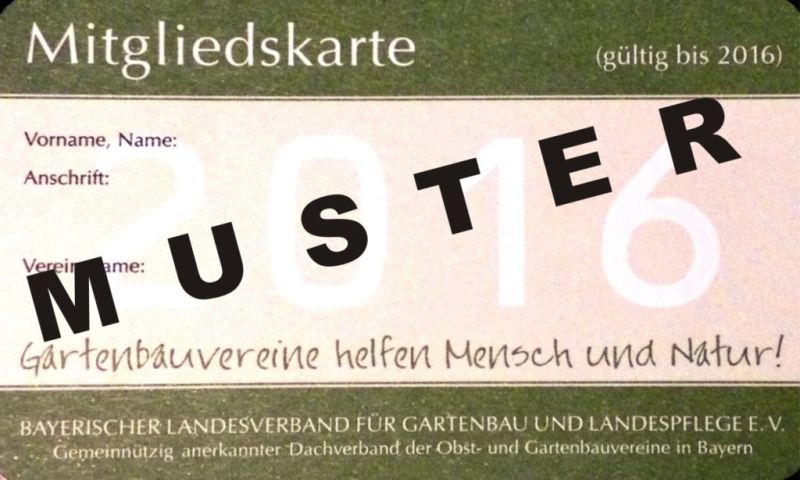 Mitgliedskarte (gültig bis 2016)
2016
Vorname, Name:
Anschrift:
Vereinsname:
MUSTER
Gartenbauvereine helfen Mensch und Natur!
BAYERISCHER LANDESVERBAND FÜR GARTENBAU UND LANDESPFLEGE E. V.
Gemeinnützig anerkannter Dachverband der Obst- und Gartenbauvereine in Bayern